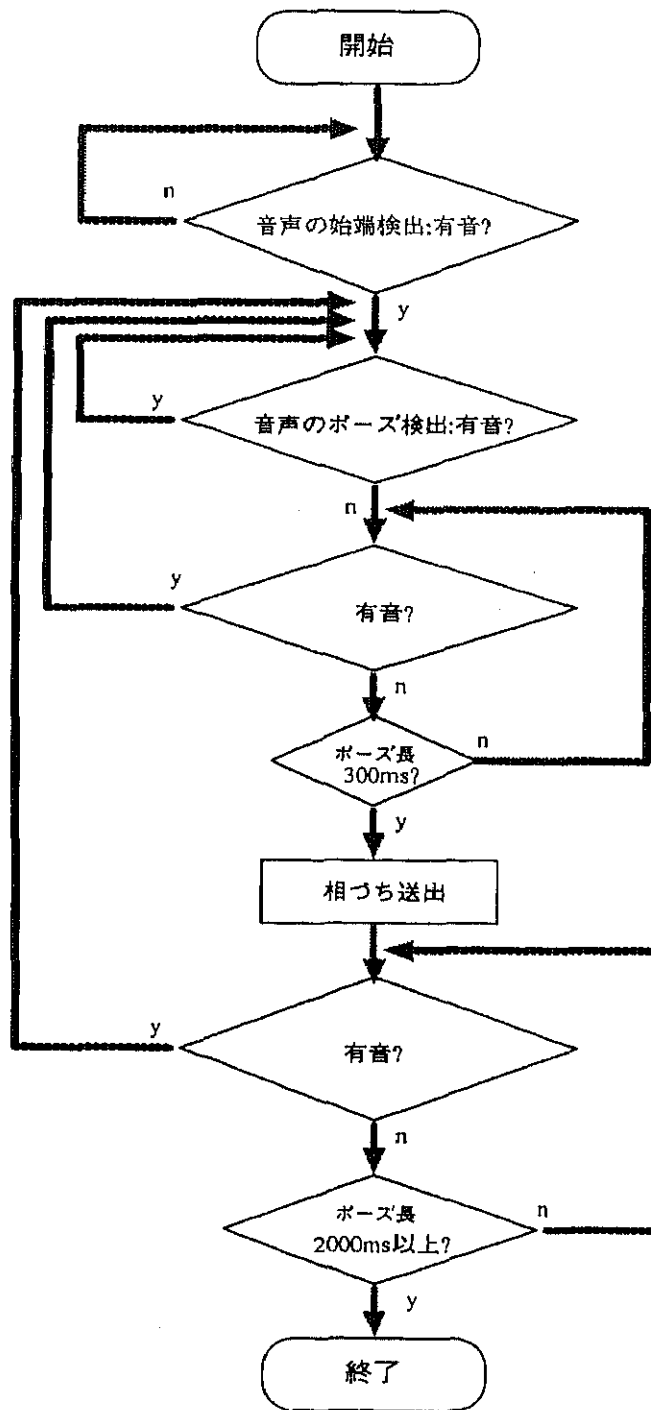 開始
n
音声の始端検出:有音?
y
y
音声のポーズ検出:有音?
n
y
有音?
n
ポーズ長
300ms?
n
y
相づち送出
y
有音?
n
ポーズ長
2000ms以上?
n
y
終了